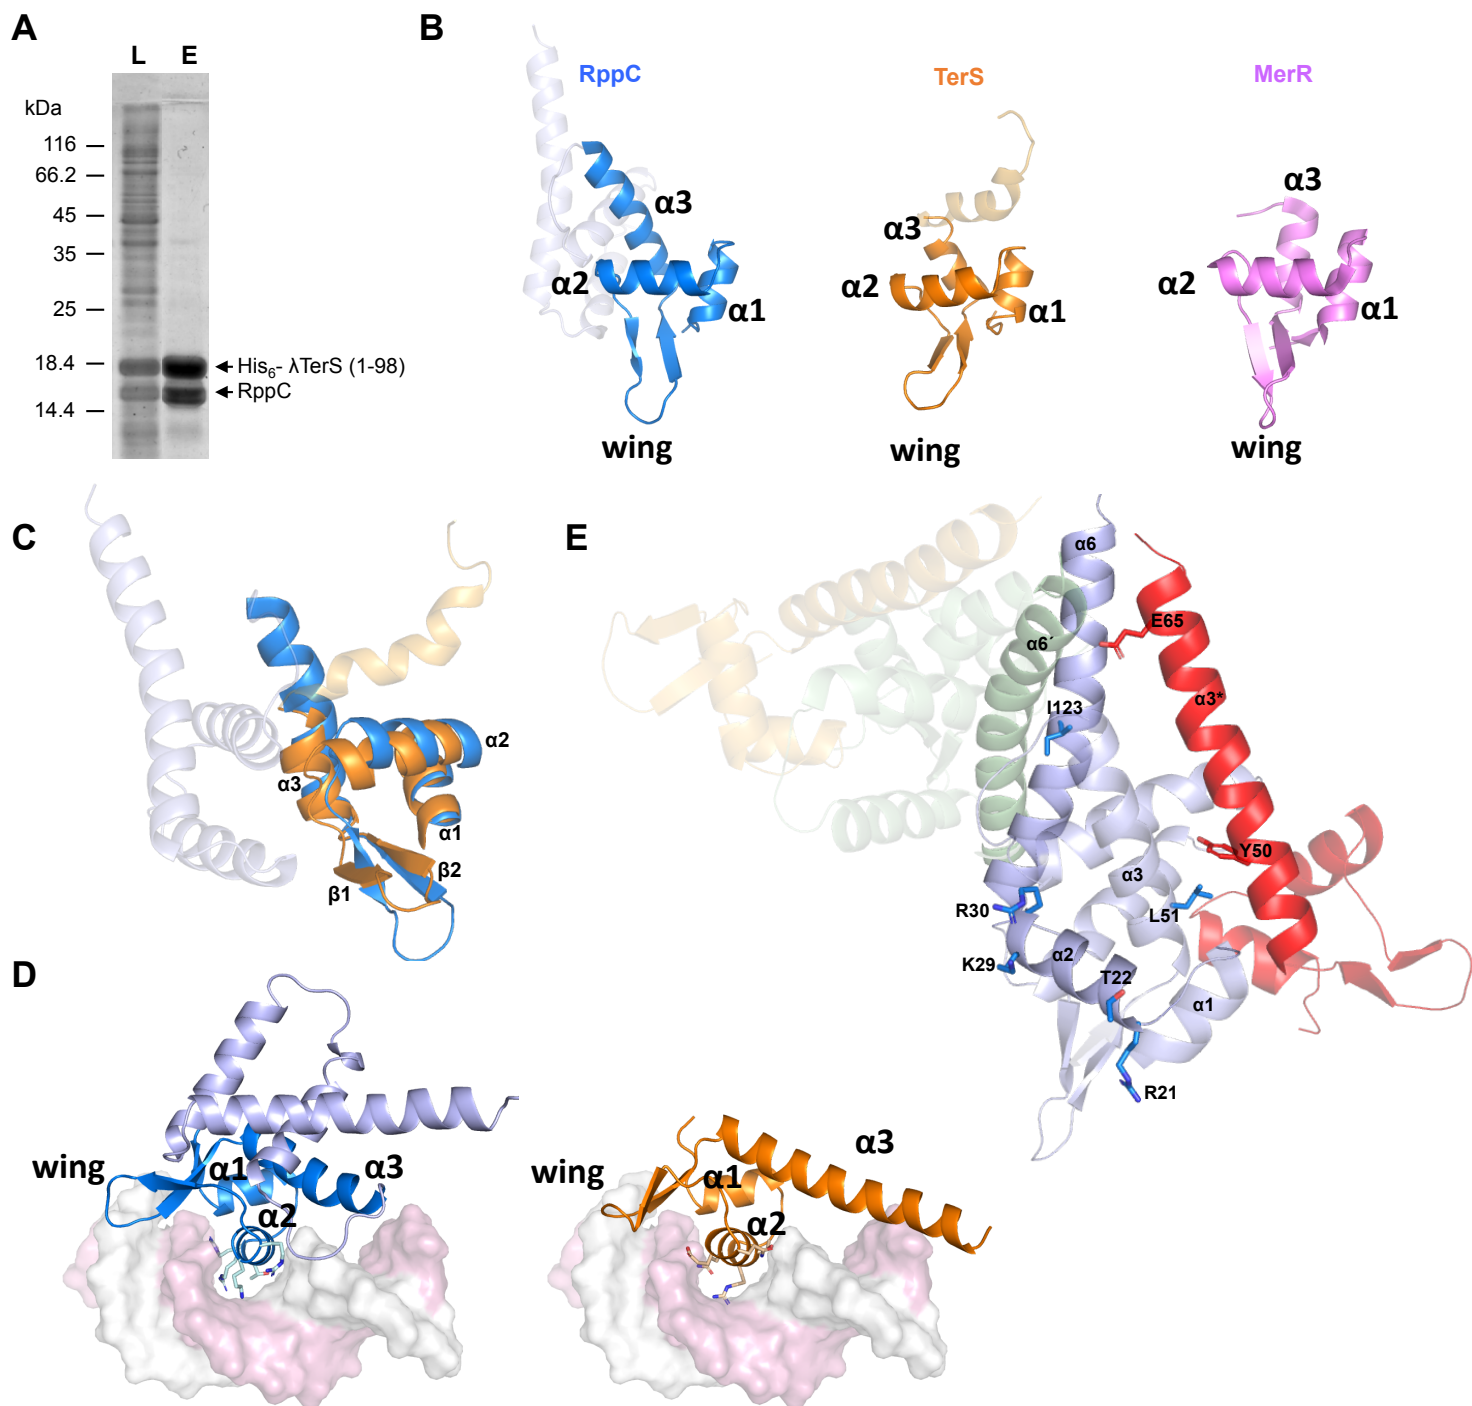 A
L E
kDa
116
66.2
45
35
25
18.4
14.4
His6- λTerS (1-98)
RppC
B
RppC
TerS
MerR
α3
α2
α1
wing
α3
α2
α1
wing
α3
α2
α1
wing
C
α2
α3
α1
β1
β2
D
wing
α1
α2
α3
wing
α1
α2
α3
E
α6
α6´
E65
α3*
I123
Y50
α3
L51
R30
K29
α2
T22
α1
R21